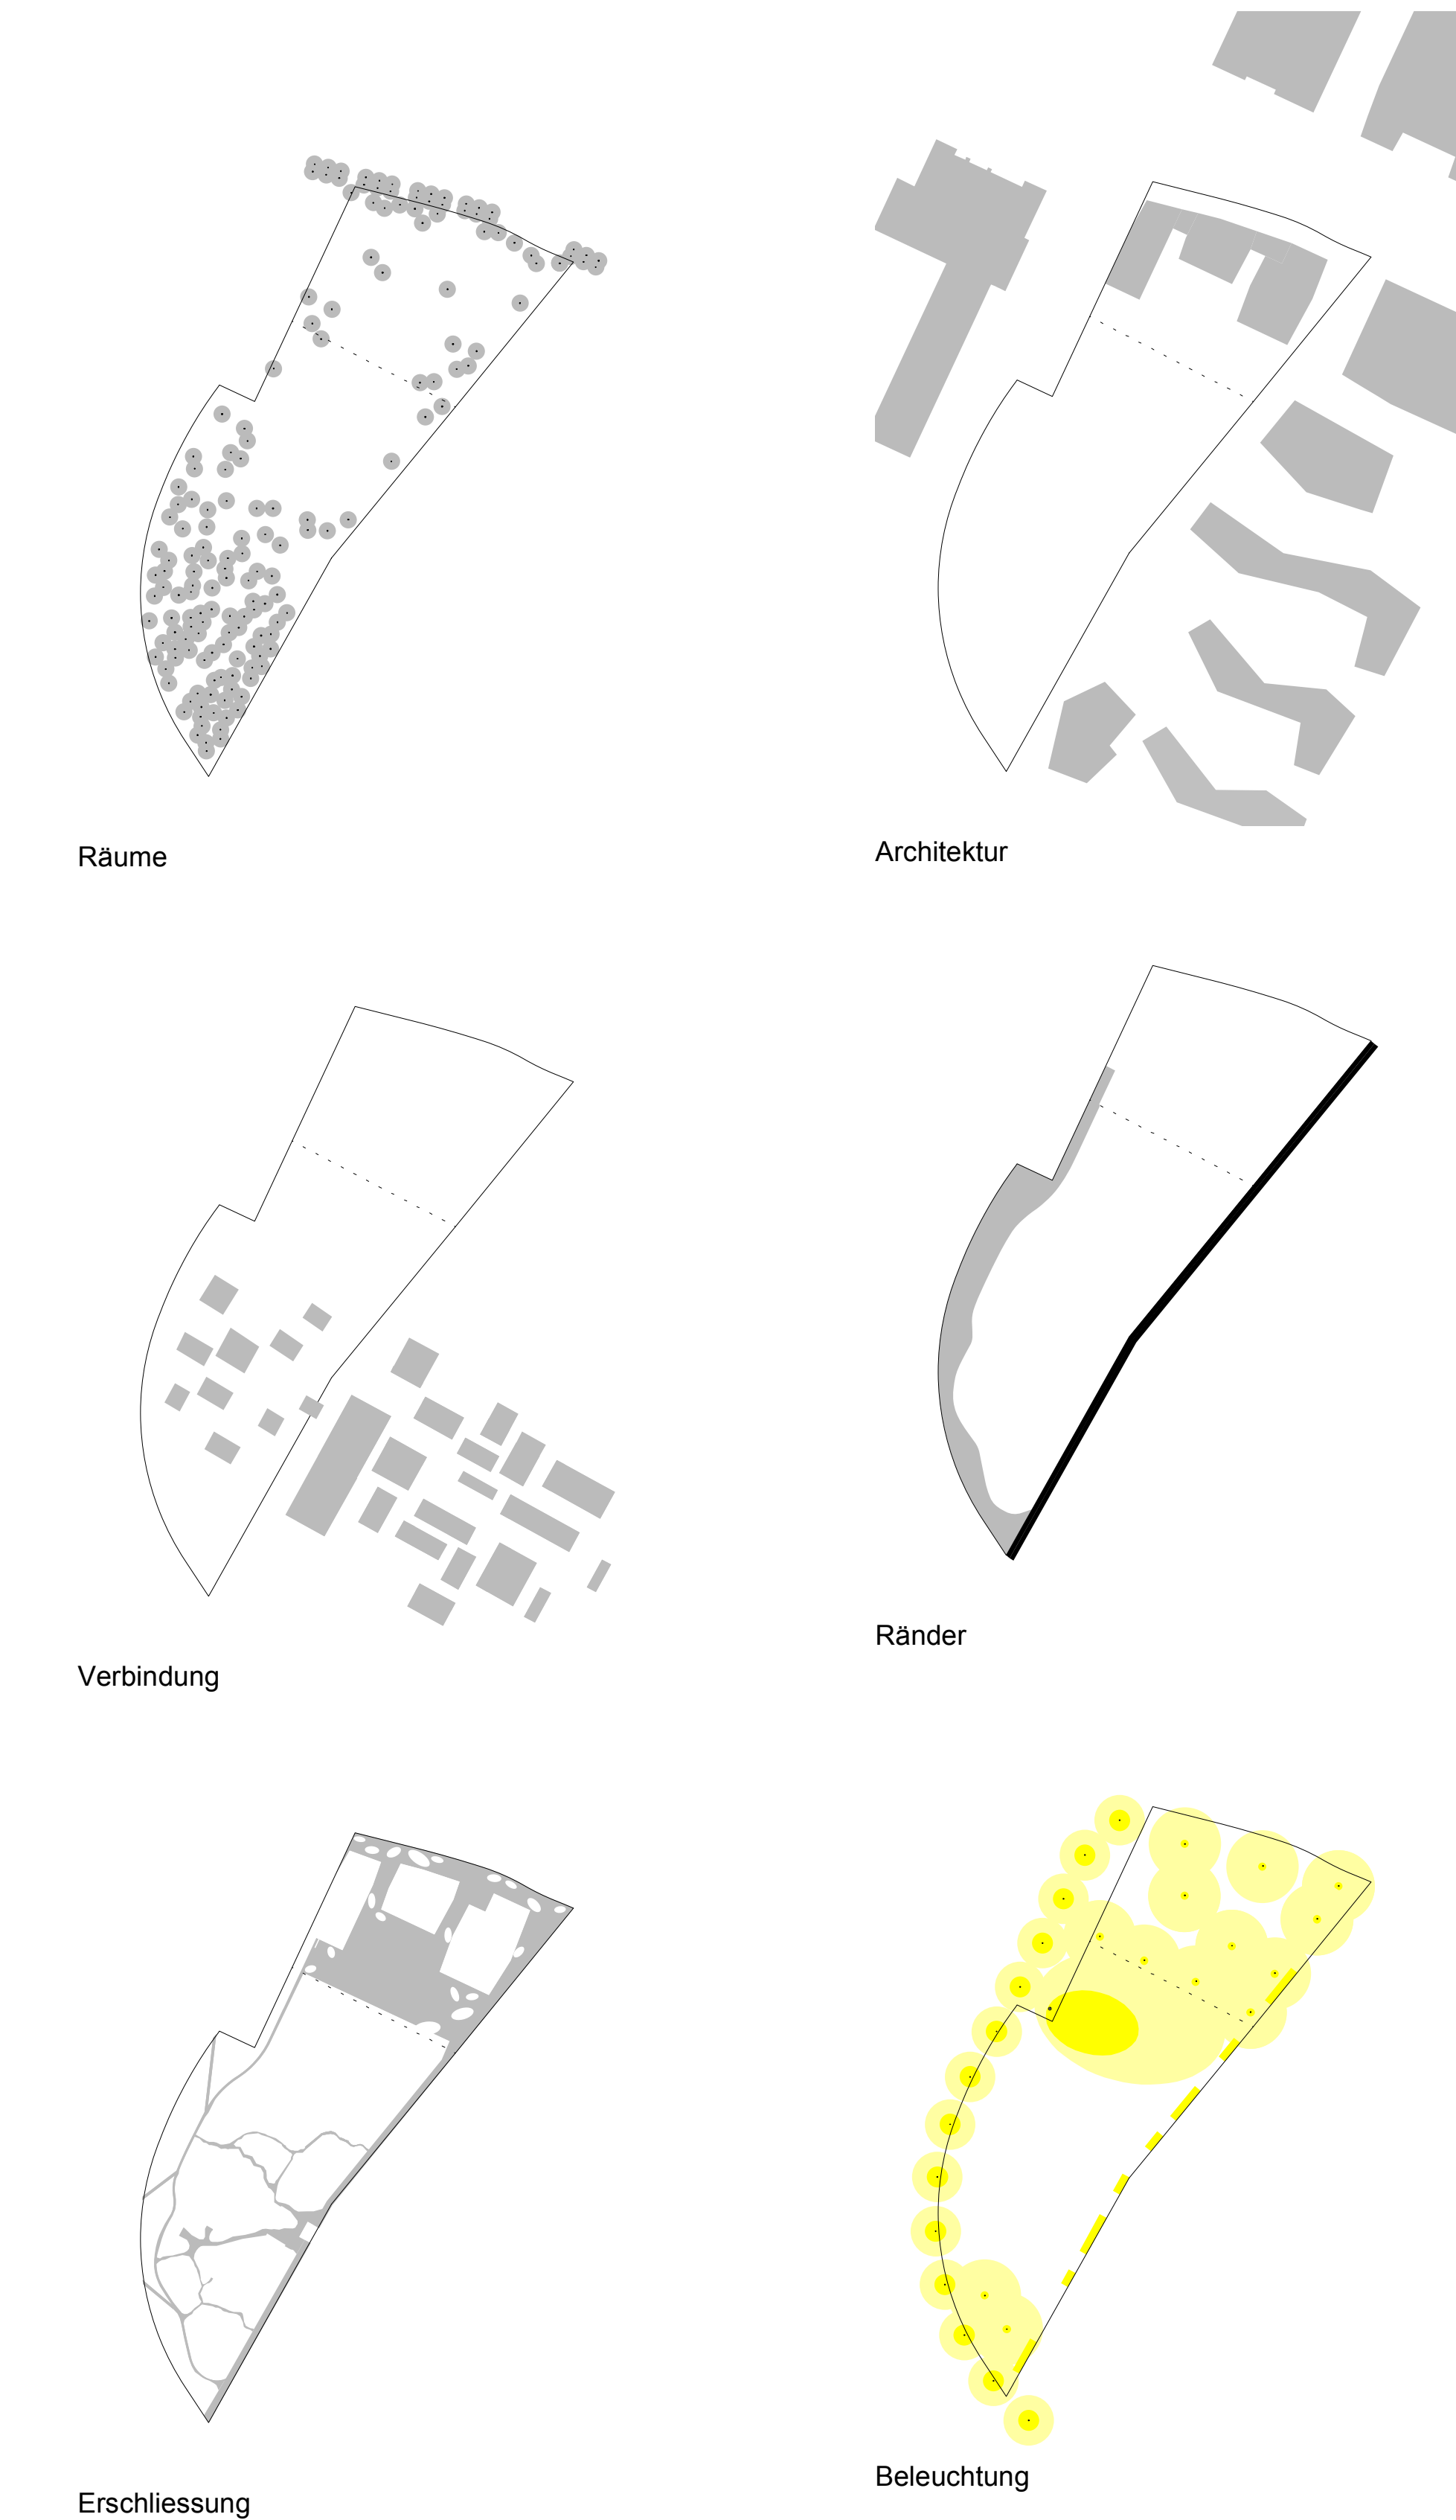 Räume
Architektur
Verbindung
Ränder
Erschliessung
Beleuchtung